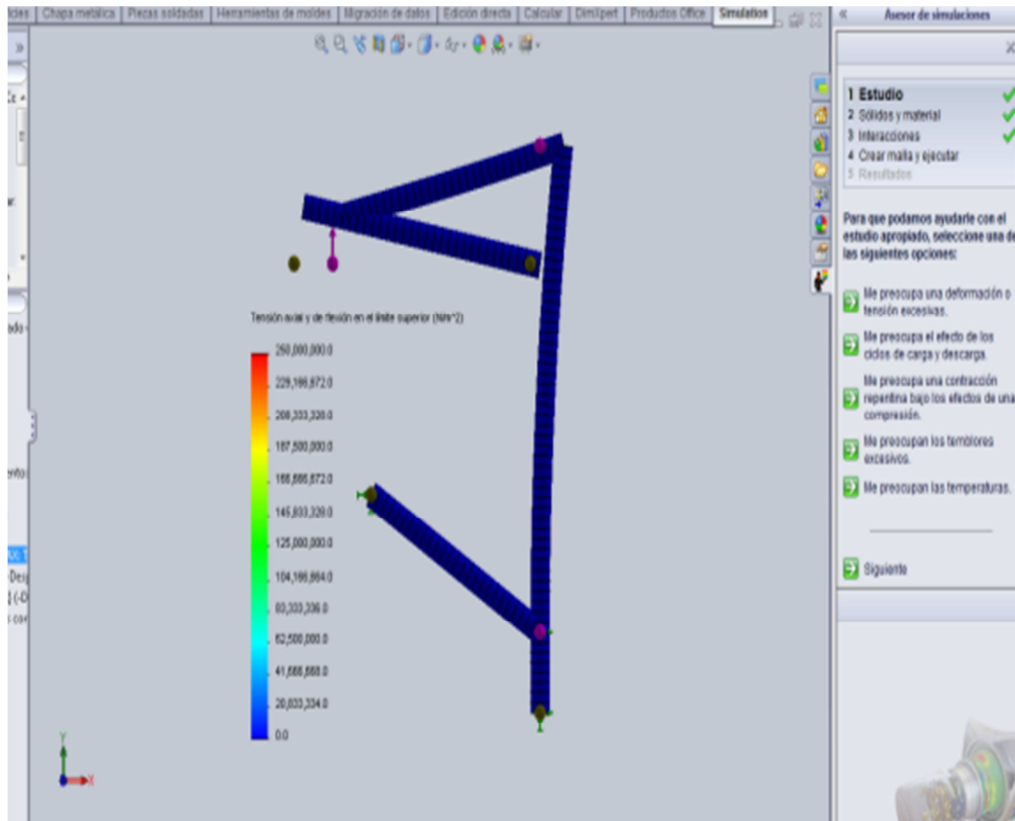 Chapa metálica
Piezas soldadas
Herramientas de moldes
Migración de datos
Edición directa
Calcular
DimXpert
Productos Office
Simulation
Asesor de simulaciones
1 Estudio
2 Sólidos y material
3 Interacciones
4 Crear malla y ejecutar
5 Resultados
Para que podamos ayudarle con el
estudio apropiado, seleccione una de
las siguientes opciones:
Me preocupa una deformación o
tensión excesivas.
Me preocupa el efecto de los
ciclos de carga y descarga.
Me preocupa una contracción
repentina bajo los efectos de una
compresión.
Me preocupan los temblores
excesivos.
Me preocupan las temperaturas.
Siguiente
Tensión axial y de flexión en el límite superior (N/m^2)
250,000,000.0
229,166,672.0
208,333,328.0
187,500,000.0
166,666,672.0
145,833,328.0
125,000,000.0
104,166,664.0
83,333,336.0
62,500,000.0
41,666,668.0
20,833,334.0
0.0
Y
X